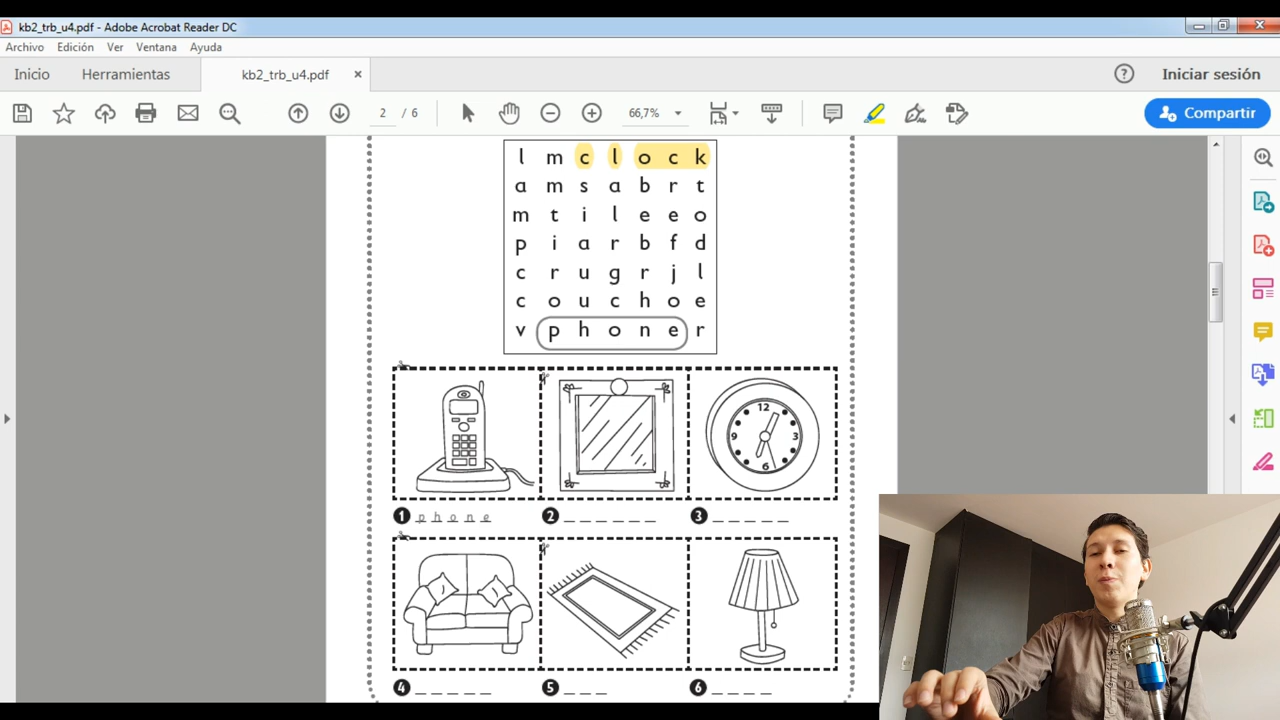 kb2_trb_u4.pdf - Adobe Acrobat Reader DC
Archivo Edición Ver Ventana Ayuda
Inicio Herramientas kb2_trb_u4.pdf × Iniciar sesión
2 / 6 66,7% Compartir
l m c l o c k
a m s a b r t
m t i l e e o
p i a r b f d
c r u g r j l
c o u c h o e
v p h o n e r
12
9 3
6
1 p h o n e 2 _ _ _ _ _ _ 3 _ _ _ _ _
4 _ _ _ _ _ 5 _ _ _ 6 _ _ _ _